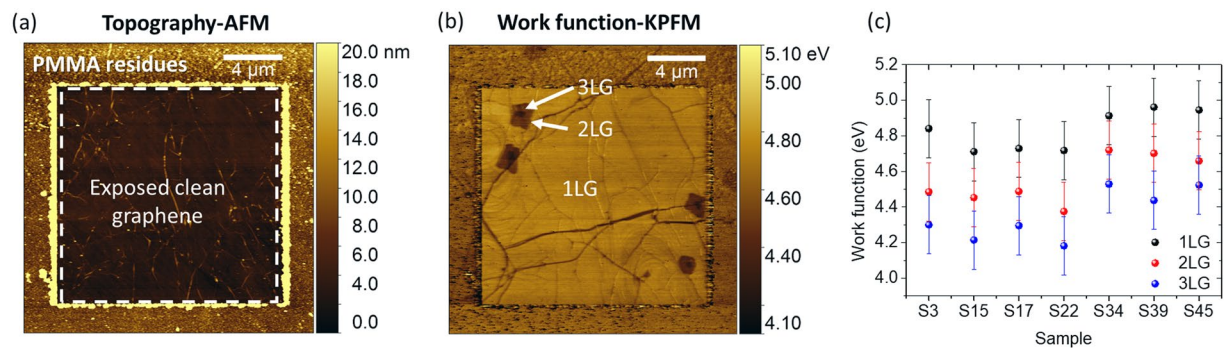 (a)
Topography-AFM
PMMA residues
4 μm
Exposed clean
graphene
20.0 nm
18.0
16.0
14.0
12.0
10.0
8.0
6.0
4.0
2.0
0.0
(b)
Work function-KPFM
4 μm
3LG
2LG
1LG
5.10 eV
5.00
4.80
4.60
4.40
4.10
(c)
Work function (eV)
5.2
5.0
4.8
4.6
4.4
4.2
4.0
1LG
2LG
3LG
S3 S15 S17 S22 S34 S39 S45
Sample